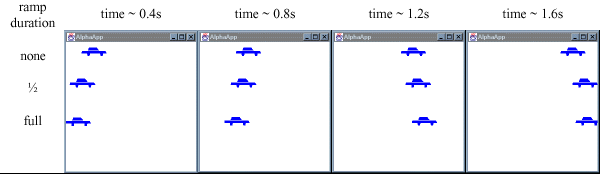 ramp
duration
time ~ 0.4s
time ~ 0.8s
time ~ 1.2s
time ~ 1.6s
AlphaApp
AlphaApp
AlphaApp
AlphaApp
none
½
full